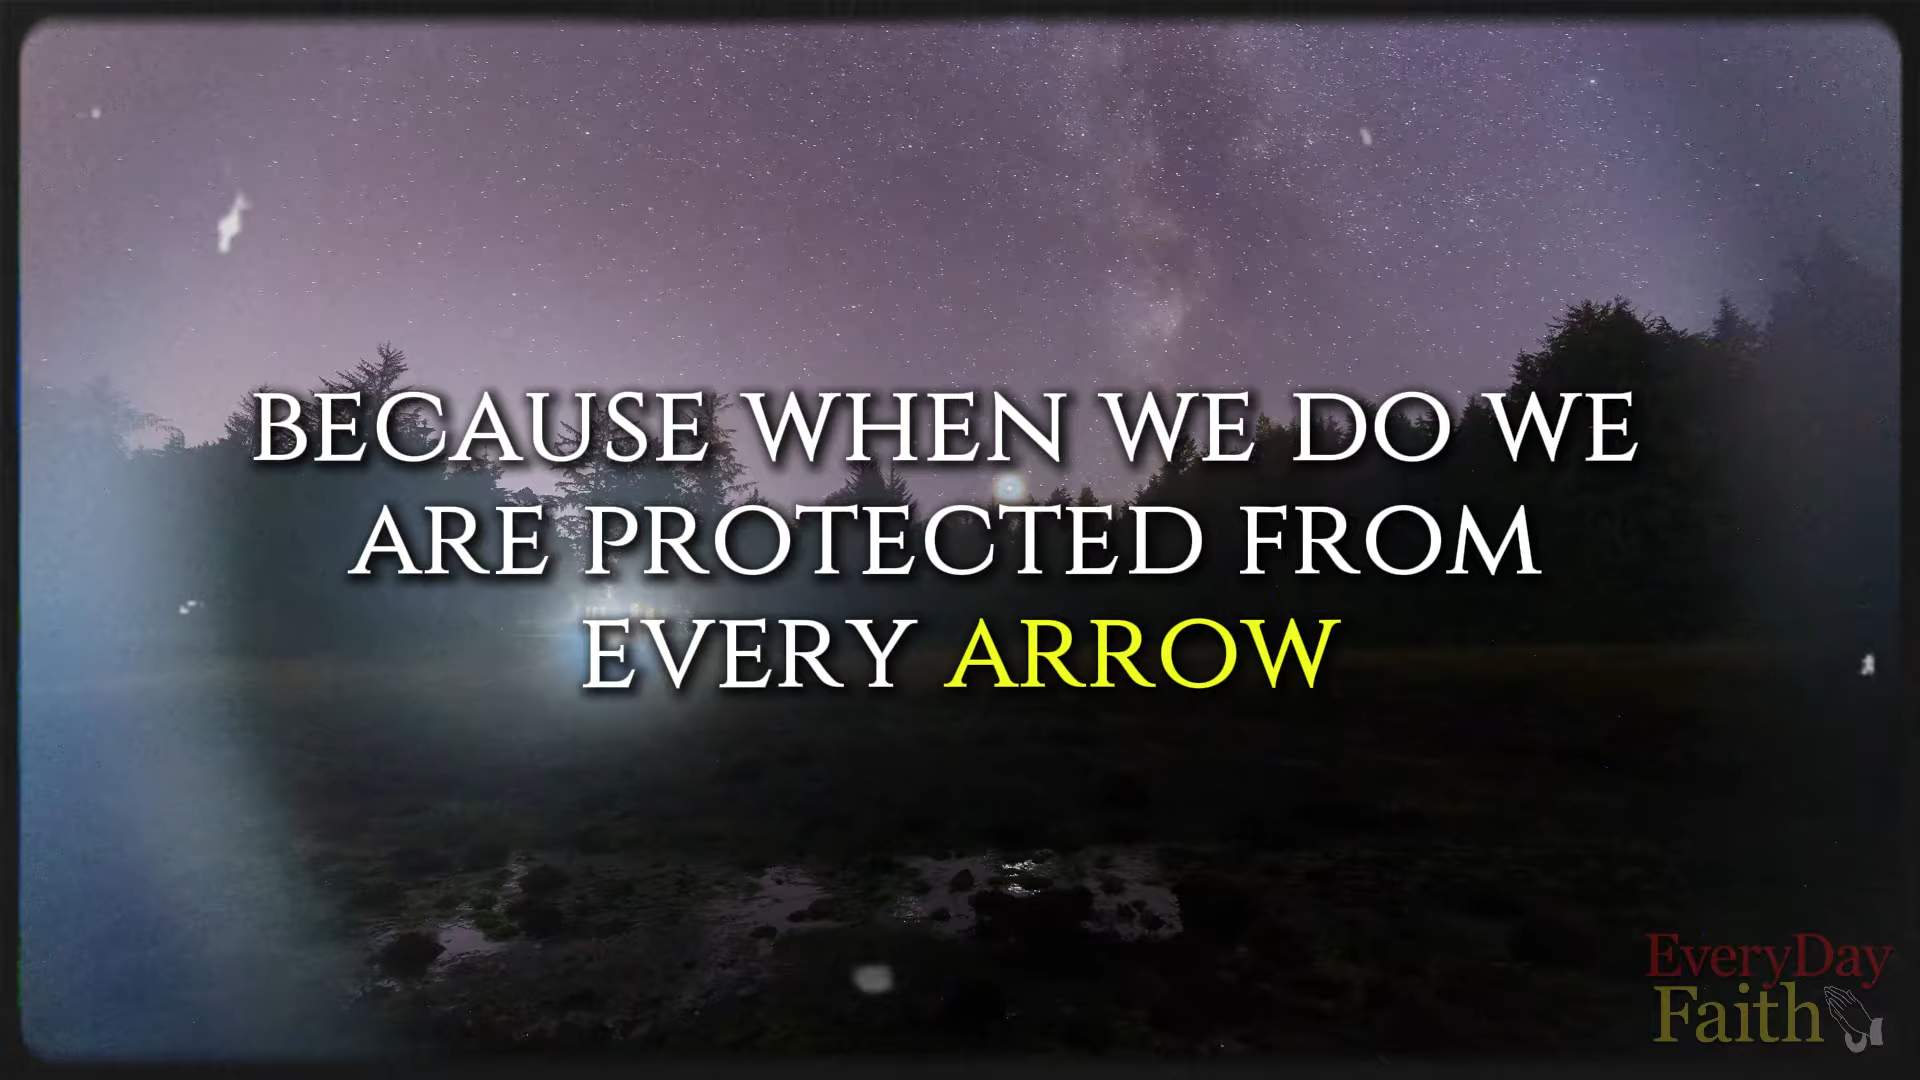 BECAUSE WHEN WE DO WE
ARE PROTECTED FROM
EVERY ARROW
EveryDay
Faith